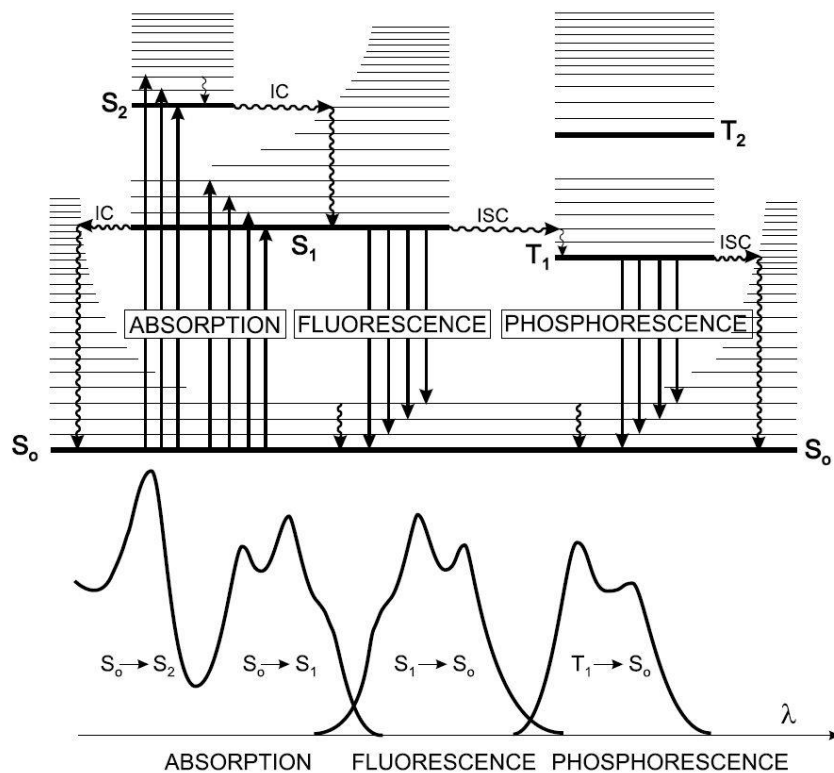 IC
S2
T2
IC
ISC
S1
T1
ISC
ABSORPTION
FLUORESCENCE
PHOSPHORESCENCE
So
So
So→S2
So→S1
S1→So
T1→So
λ
ABSORPTION
FLUORESCENCE
PHOSPHORESCENCE